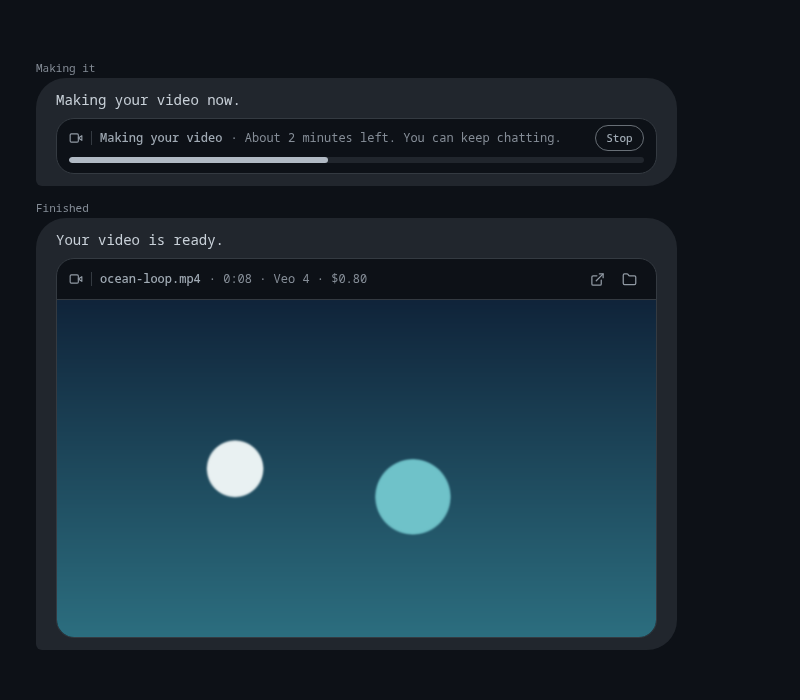 Making it
Making your video now.
Making your video · About 2 minutes left. You can keep chatting.
Stop
Finished
Your video is ready.
ocean-loop.mp4 · 0:08 · Veo 4 · $0.80